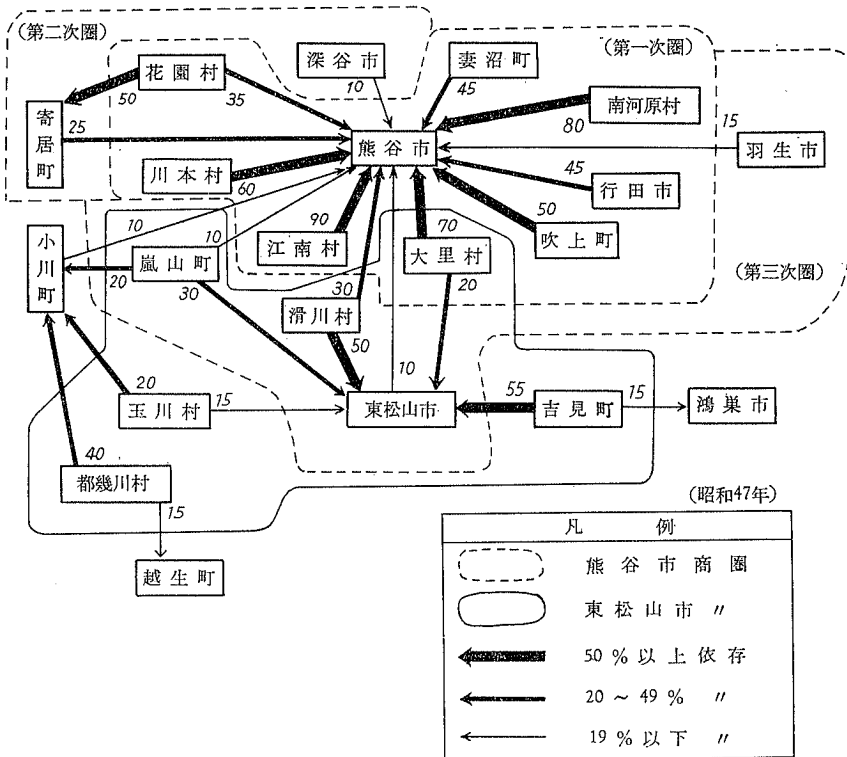 (第二次圏)
花園村
深谷市
妻沼町
(第一次圏)
50
35
10
45
南河原村
寄居町
25
80
15
熊谷市
羽生市
川本村
60
45
行田市
50
吹上町
10
10
90
江南村
70
大里村
(第三次圏)
小川町
20
嵐山町
30
30
20
滑川村
50
10
20
玉川村
15
東松山市
55
吉見町
15
鴻巣市
40
都幾川村
15
越生町
(昭和47年)
凡例
熊谷市商圏
東松山市 〃
50%以上依存
20~49% 〃
19%以下 〃